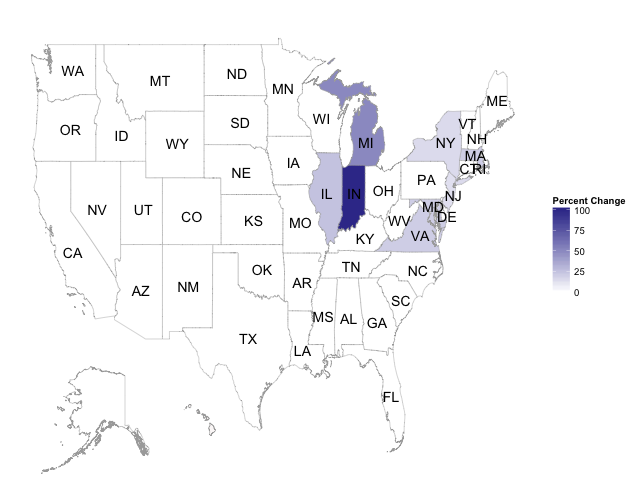 WA
MT
ND
MN
ME
OR
ID
WY
SD
WI
MI
NY
VT
NH
MA
CT
RI
NV
UT
CO
NE
IA
IL
IN
OH
PA
NJ
MD
DE
WV
VA
KS
MO
KY
CA
AZ
NM
OK
AR
TN
NC
SC
TX
LA
MS
AL
GA
FL
Percent Change
100
75
50
25
0